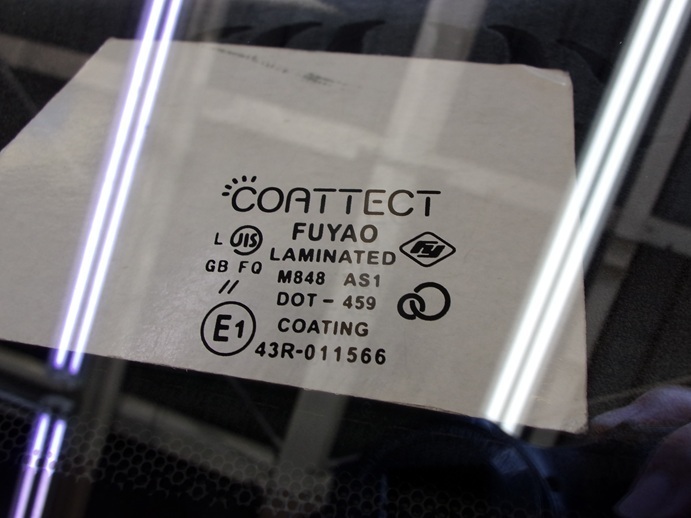 COATTECT
FUYAO
L JIS
LAMINATED
GB FQ M848 AS1
//
DOT - 459
E1
COATING
43R-011566